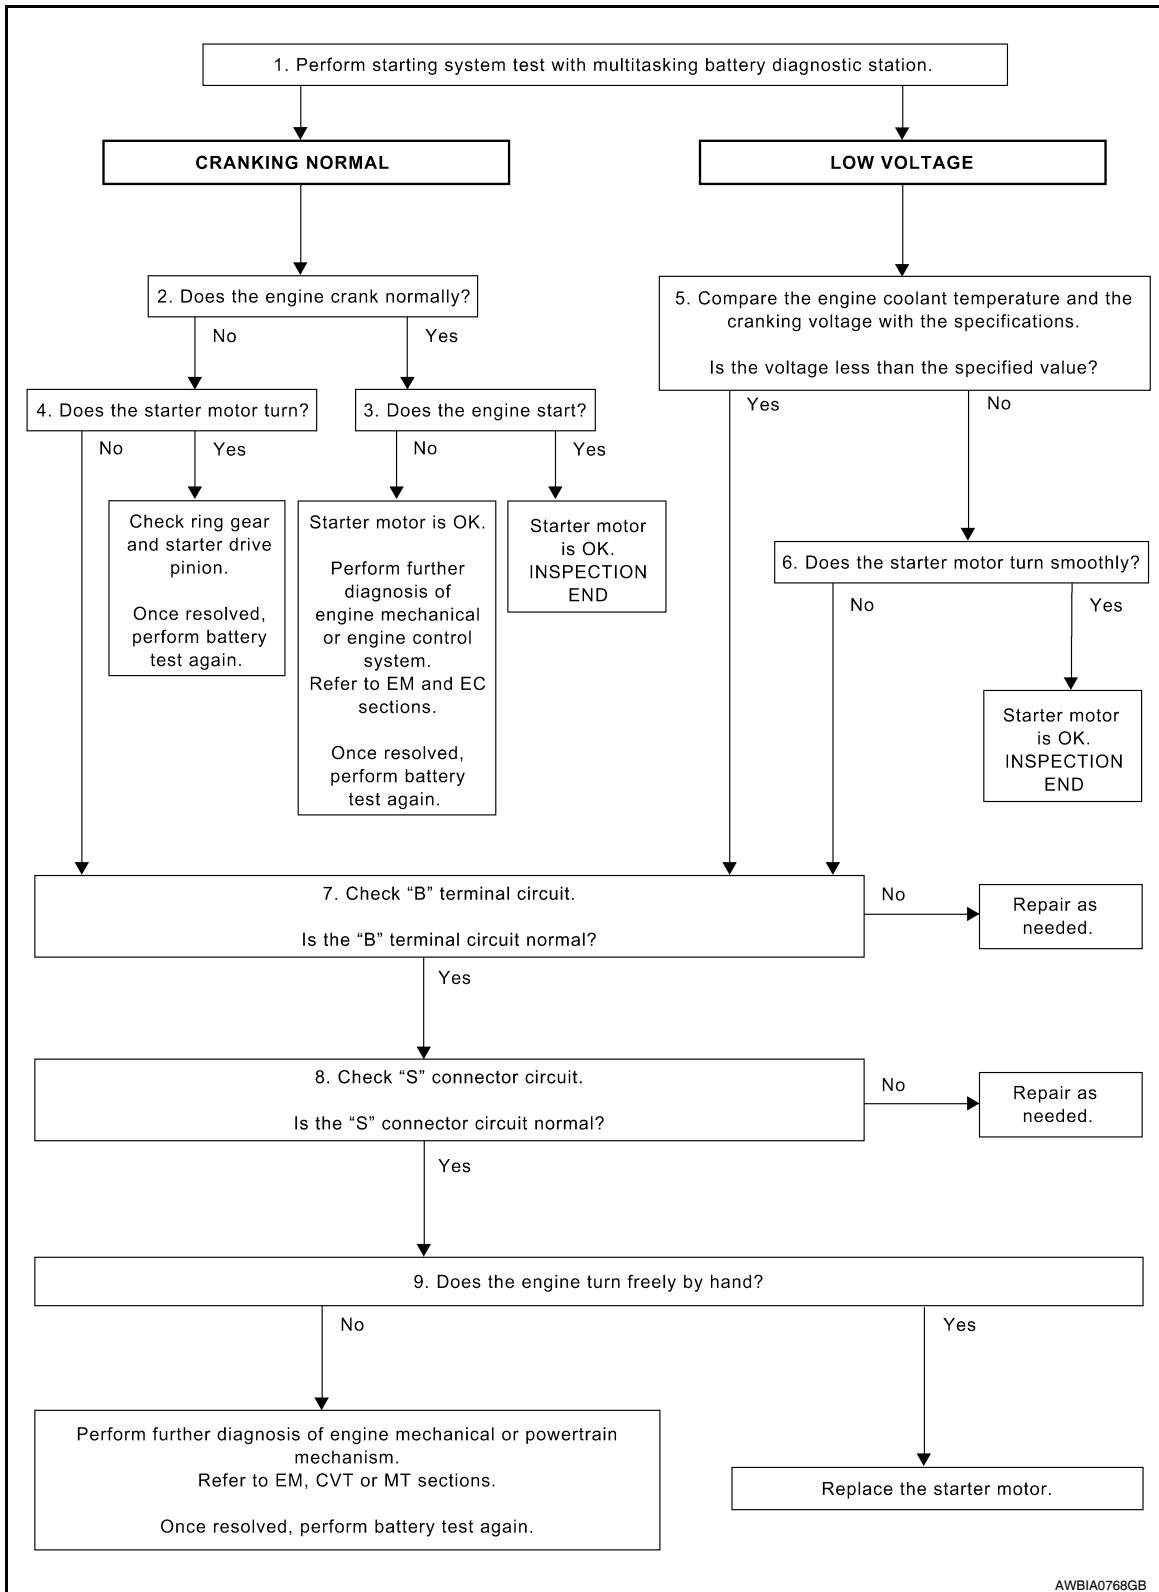 1. Perform starting system test with multitasking battery diagnostic station.
CRANKING NORMAL
LOW VOLTAGE
2. Does the engine crank normally?
No
Yes
5. Compare the engine coolant temperature and the
cranking voltage with the specifications.
Is the voltage less than the specified value?
Yes
No
4. Does the starter motor turn?
No
Yes
3. Does the engine start?
No
Yes
Check ring gear
and starter drive
pinion.
Once resolved,
perform battery
test again.
Starter motor is OK.
Perform further
diagnosis of
engine mechanical
or engine control
system.
Refer to EM and EC
sections.
Once resolved,
perform battery
test again.
Starter motor
is OK.
INSPECTION
END
6. Does the starter motor turn smoothly?
No
Yes
Starter motor
is OK.
INSPECTION
END
7. Check “B” terminal circuit.
Is the “B” terminal circuit normal?
No
Repair as
needed.
Yes
8. Check “S” connector circuit.
Is the “S” connector circuit normal?
No
Repair as
needed.
Yes
9. Does the engine turn freely by hand?
No
Yes
Perform further diagnosis of engine mechanical or powertrain
mechanism.
Refer to EM, CVT or MT sections.
Once resolved, perform battery test again.
Replace the starter motor.
AWBIA0768GB